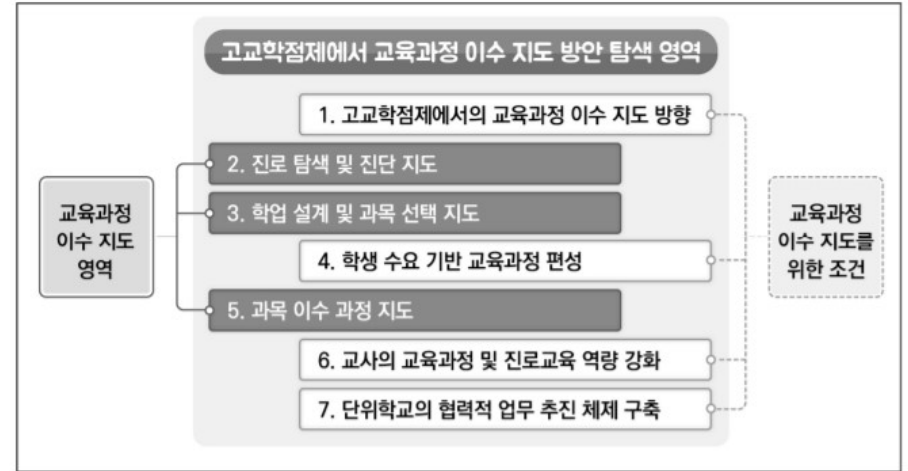 고교학점제에서 교육과정 이수 지도 방안 탐색 영역
1. 고교학점제에서의 교육과정 이수 지도 방향
2. 진로 탐색 및 진단 지도
3. 학업 설계 및 과목 선택 지도
4. 학생 수요 기반 교육과정 편성
5. 과목 이수 과정 지도
6. 교사의 교육과정 및 진로교육 역량 강화
7. 단위학교의 협력적 업무 추진 체제 구축
교육과정
이수 지도
영역
교육과정
이수 지도를
위한 조건